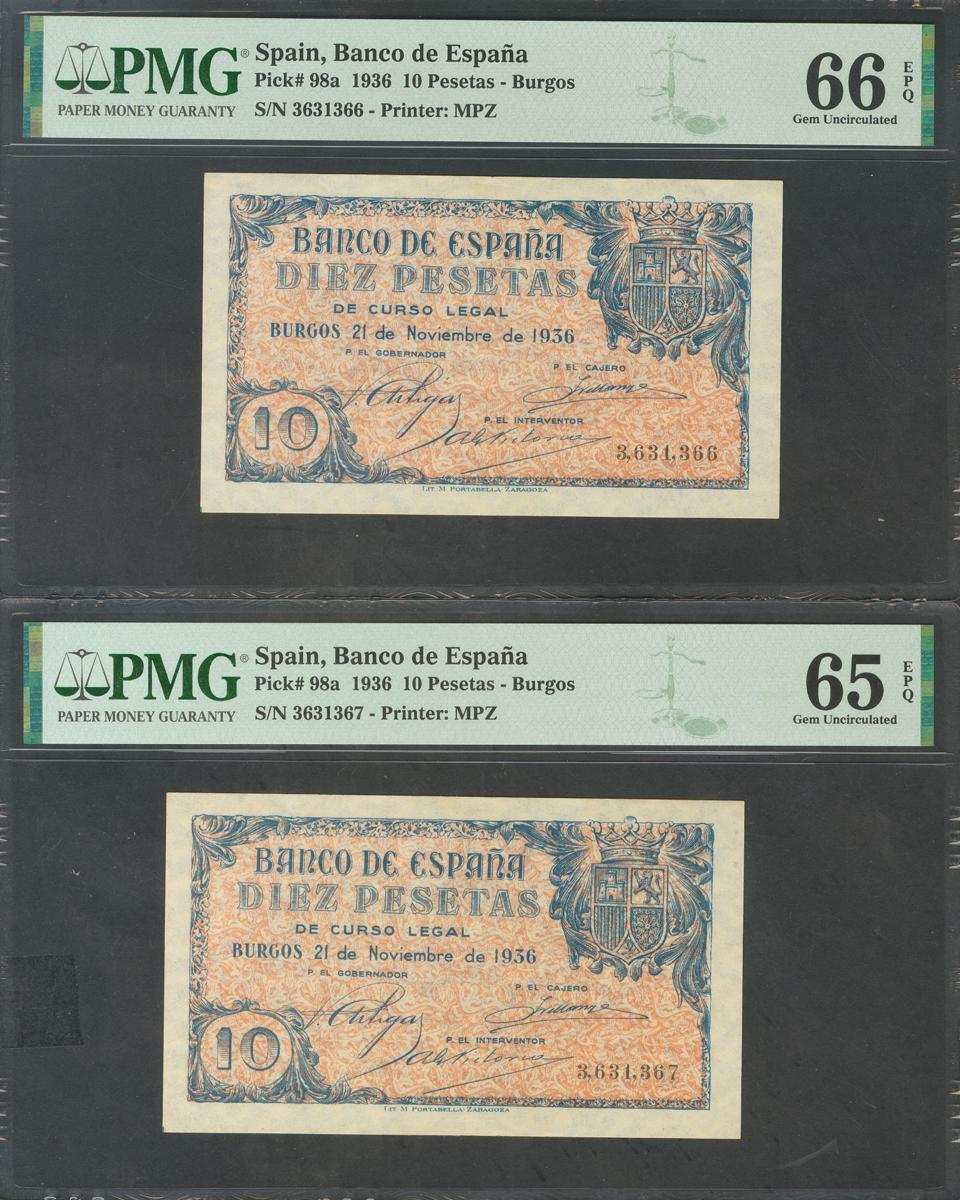 PMG®
PAPER MONEY GUARANTY
Spain, Banco de España
Pick# 98a 1936 10 Pesetas - Burgos
S/N 3631366 - Printer: MPZ
66 EPQ
Gem Uncirculated
BANCO DE ESPAÑA
DIEZ PESETAS
DE CURSO LEGAL
BURGOS 21 de Noviembre de 1936
P. EL GOBERNADOR
P EL CAJERO
P. EL INTERVENTOR
10
3,631,366
LIT. M PORTABELLA-ZARAGOZA
PMG®
PAPER MONEY GUARANTY
Spain, Banco de España
Pick# 98a 1936 10 Pesetas - Burgos
S/N 3631367 - Printer: MPZ
65 EPQ
Gem Uncirculated
BANCO DE ESPAÑA
DIEZ PESETAS
DE CURSO LEGAL
BURGOS 21 de Noviembre de 1936
P EL GOBERNADOR
P EL CAJERO
P. EL INTERVENTOR
10
3,631,367
LIT M PORTABELLA-ZARAGOZA